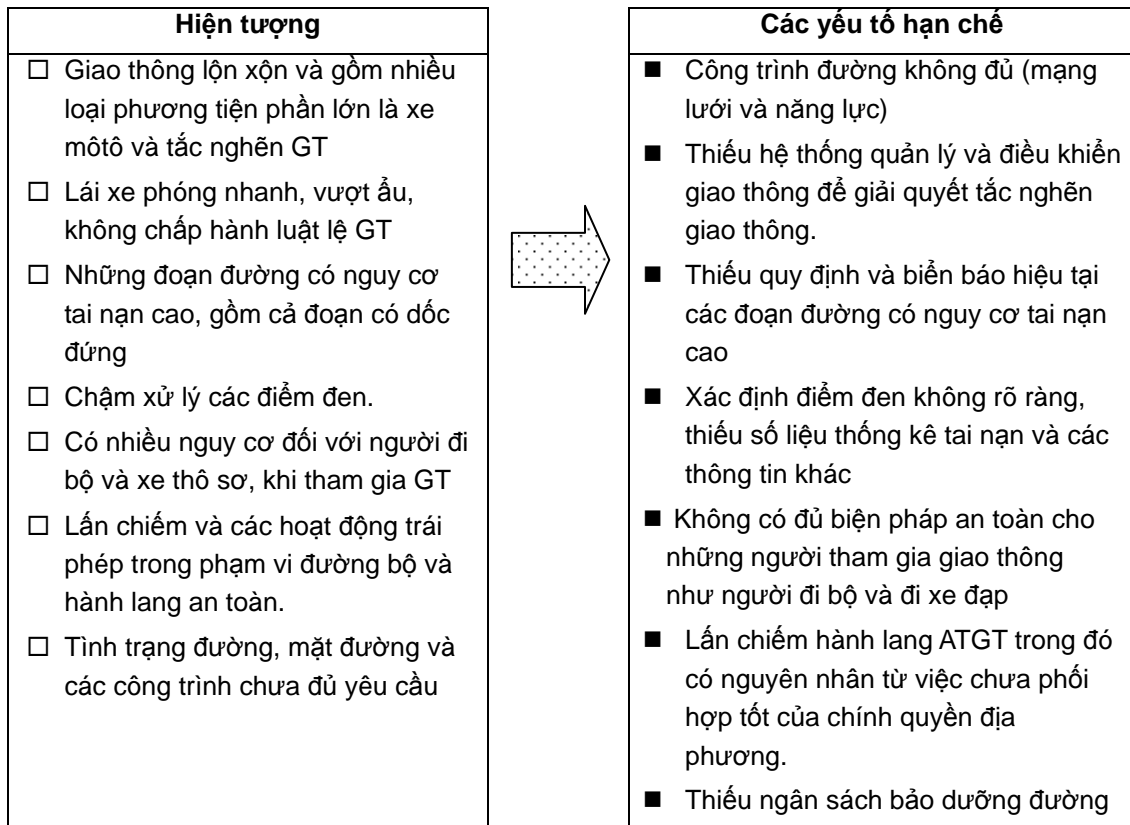 Hiện tượng
□ Giao thông lộn xộn và gồm nhiều
loại phương tiện phần lớn là xe
môtô và tắc nghẽn GT
□ Lái xe phóng nhanh, vượt ẩu,
không chấp hành luật lệ GT
□ Những đoạn đường có nguy cơ
tai nạn cao, gồm cả đoạn có dốc
đứng
□ Chậm xử lý các điểm đen.
□ Có nhiều nguy cơ đối với người đi
bộ và xe thô sơ, khi tham gia GT
□ Lấn chiếm và các hoạt động trái
phép trong phạm vi đường bộ và
hành lang an toàn.
□ Tình trạng đường, mặt đường và
các công trình chưa đủ yêu cầu
Các yếu tố hạn chế
■ Công trình đường không đủ (mạng
lưới và năng lực)
■ Thiếu hệ thống quản lý và điều khiển
giao thông để giải quyết tắc nghẽn
giao thông.
■ Thiếu quy định và biển báo hiệu tại
các đoạn đường có nguy cơ tai nạn
cao
■ Xác định điểm đen không rõ ràng,
thiếu số liệu thống kê tai nạn và các
thông tin khác
■ Không có đủ biện pháp an toàn cho
những người tham gia giao thông
như người đi bộ và đi xe đạp
■ Lấn chiếm hành lang ATGT trong đó
có nguyên nhân từ việc chưa phối
hợp tốt của chính quyền địa
phương.
■ Thiếu ngân sách bảo dưỡng đường